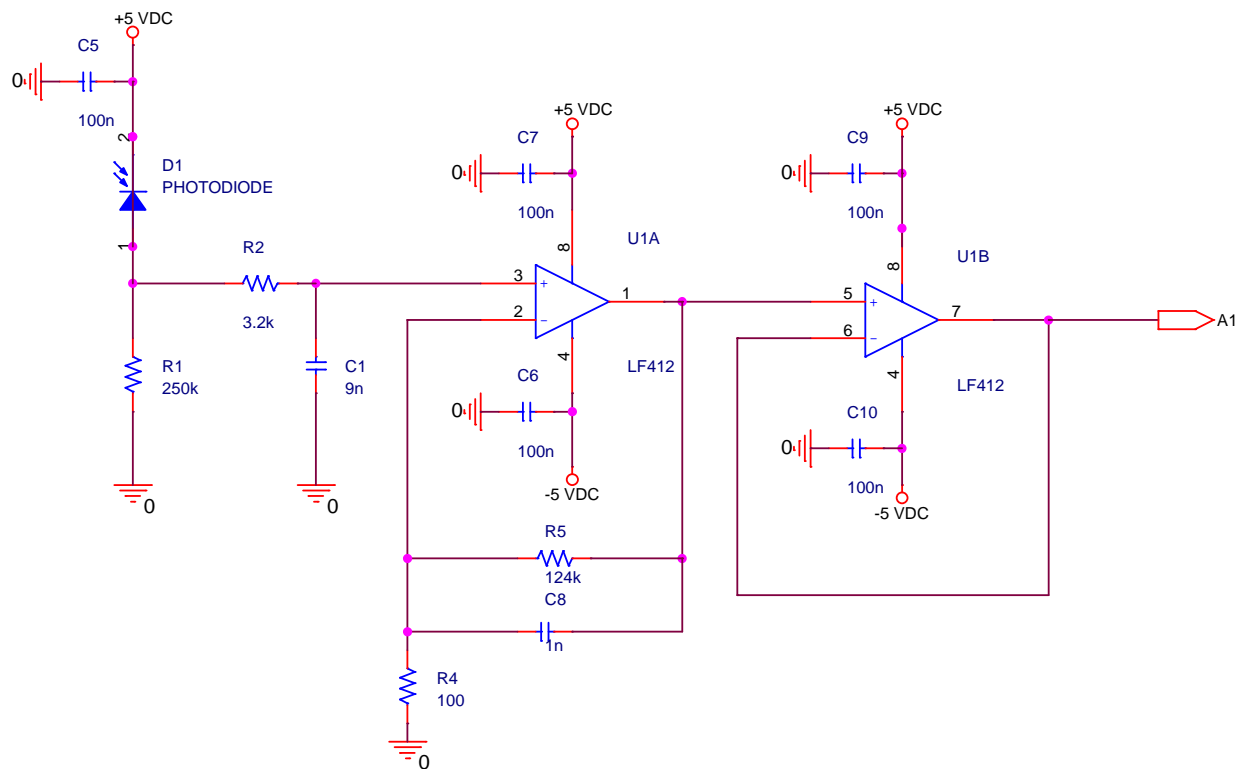 +5 VDC
C5
0
100n
2
D1
PHOTODIODE
1
R2
3.2k
R1
250k
0
C1
9n
0
+5 VDC
C7
0
100n
8
U1A
3
+
2
−
1
4
LF412
C6
0
100n
-5 VDC
R5
124k
C8
1n
R4
100
0
+5 VDC
C9
0
100n
8
U1B
5
+
6
−
7
4
LF412
C10
0
100n
-5 VDC
A1